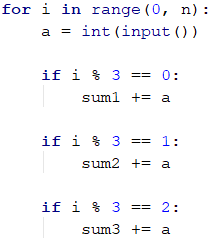 for i in range(0, n):
    a = int(input())
    if i % 3 == 0:
        sum1 += a
    if i % 3 == 1:
        sum2 += a
    if i % 3 == 2:
        sum3 += a